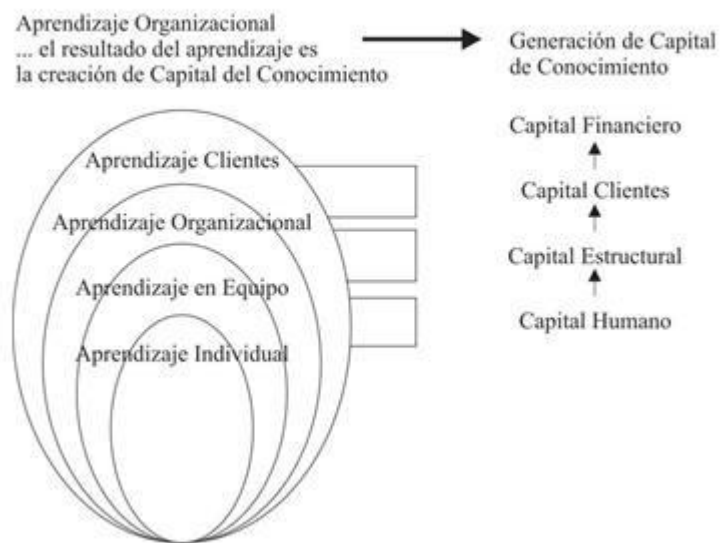 Aprendizaje Organizacional
... el resultado del aprendizaje es
la creación de Capital del Conocimiento
Generación de Capital
de Conocimiento
Aprendizaje Clientes
Aprendizaje Organizacional
Aprendizaje en Equipo
Aprendizaje Individual
Capital Financiero
Capital Clientes
Capital Estructural
Capital Humano